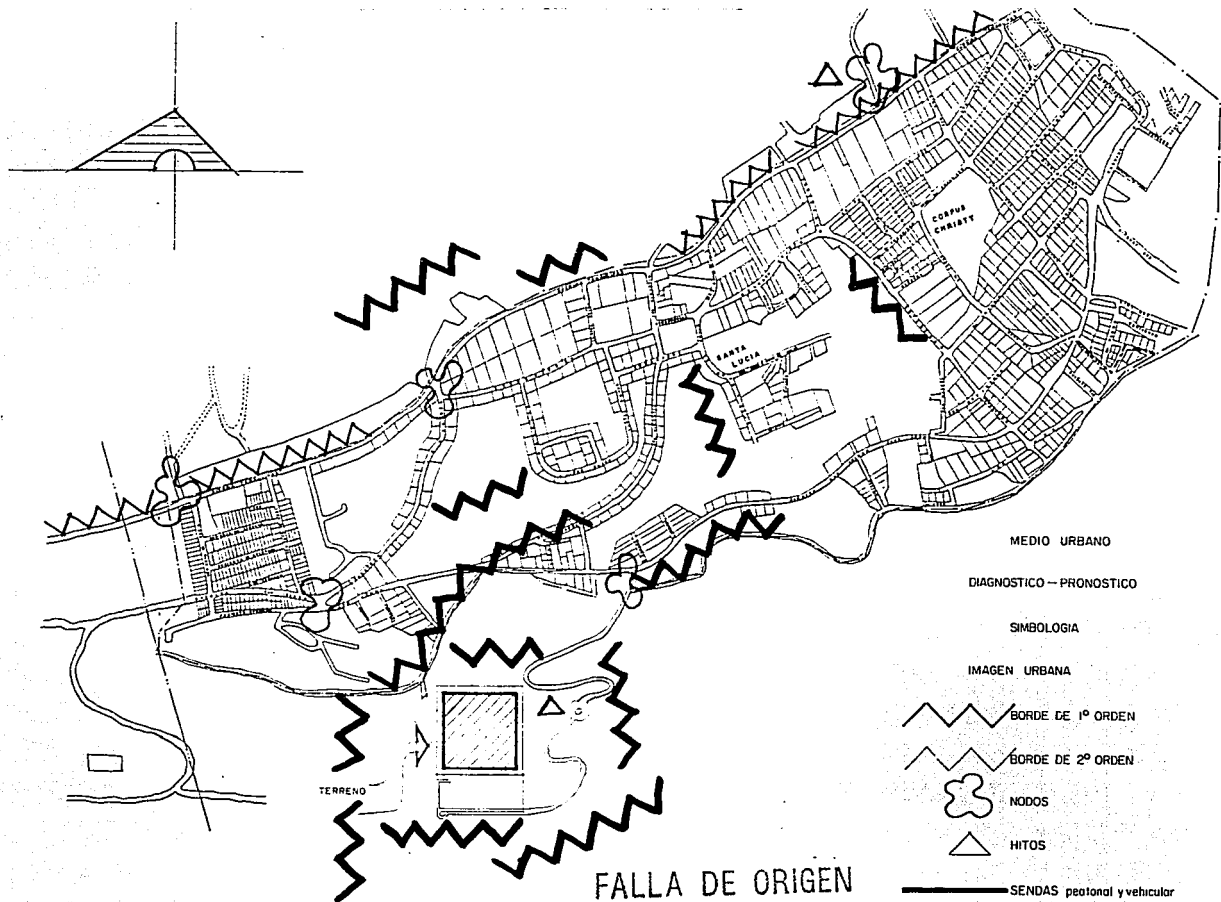 CORPUS
CHRISTY
SANTA
LUCIA
MEDIO URBANO
DIAGNOSTICO — PRONOSTICO
SIMBOLOGIA
IMAGEN URBANA
BORDE DE 1º ORDEN
BORDE DE 2º ORDEN
NODOS
HITOS
SENDAS peatonal y vehicular
TERRENO
FALLA DE ORIGEN